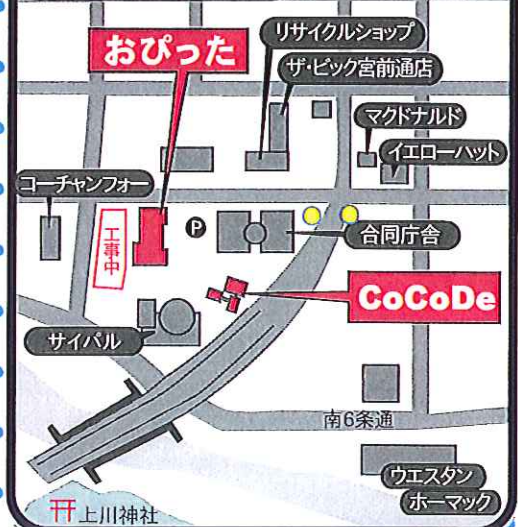 おぴった
リサイクルショップ
ザ・ビック宮前通店
マクドナルド
イエローハット
コーチャンフォー
工事中
P
合同庁舎
CoCoDe
サイパル
南6条通
ウエスタン
ホーマック
上川神社